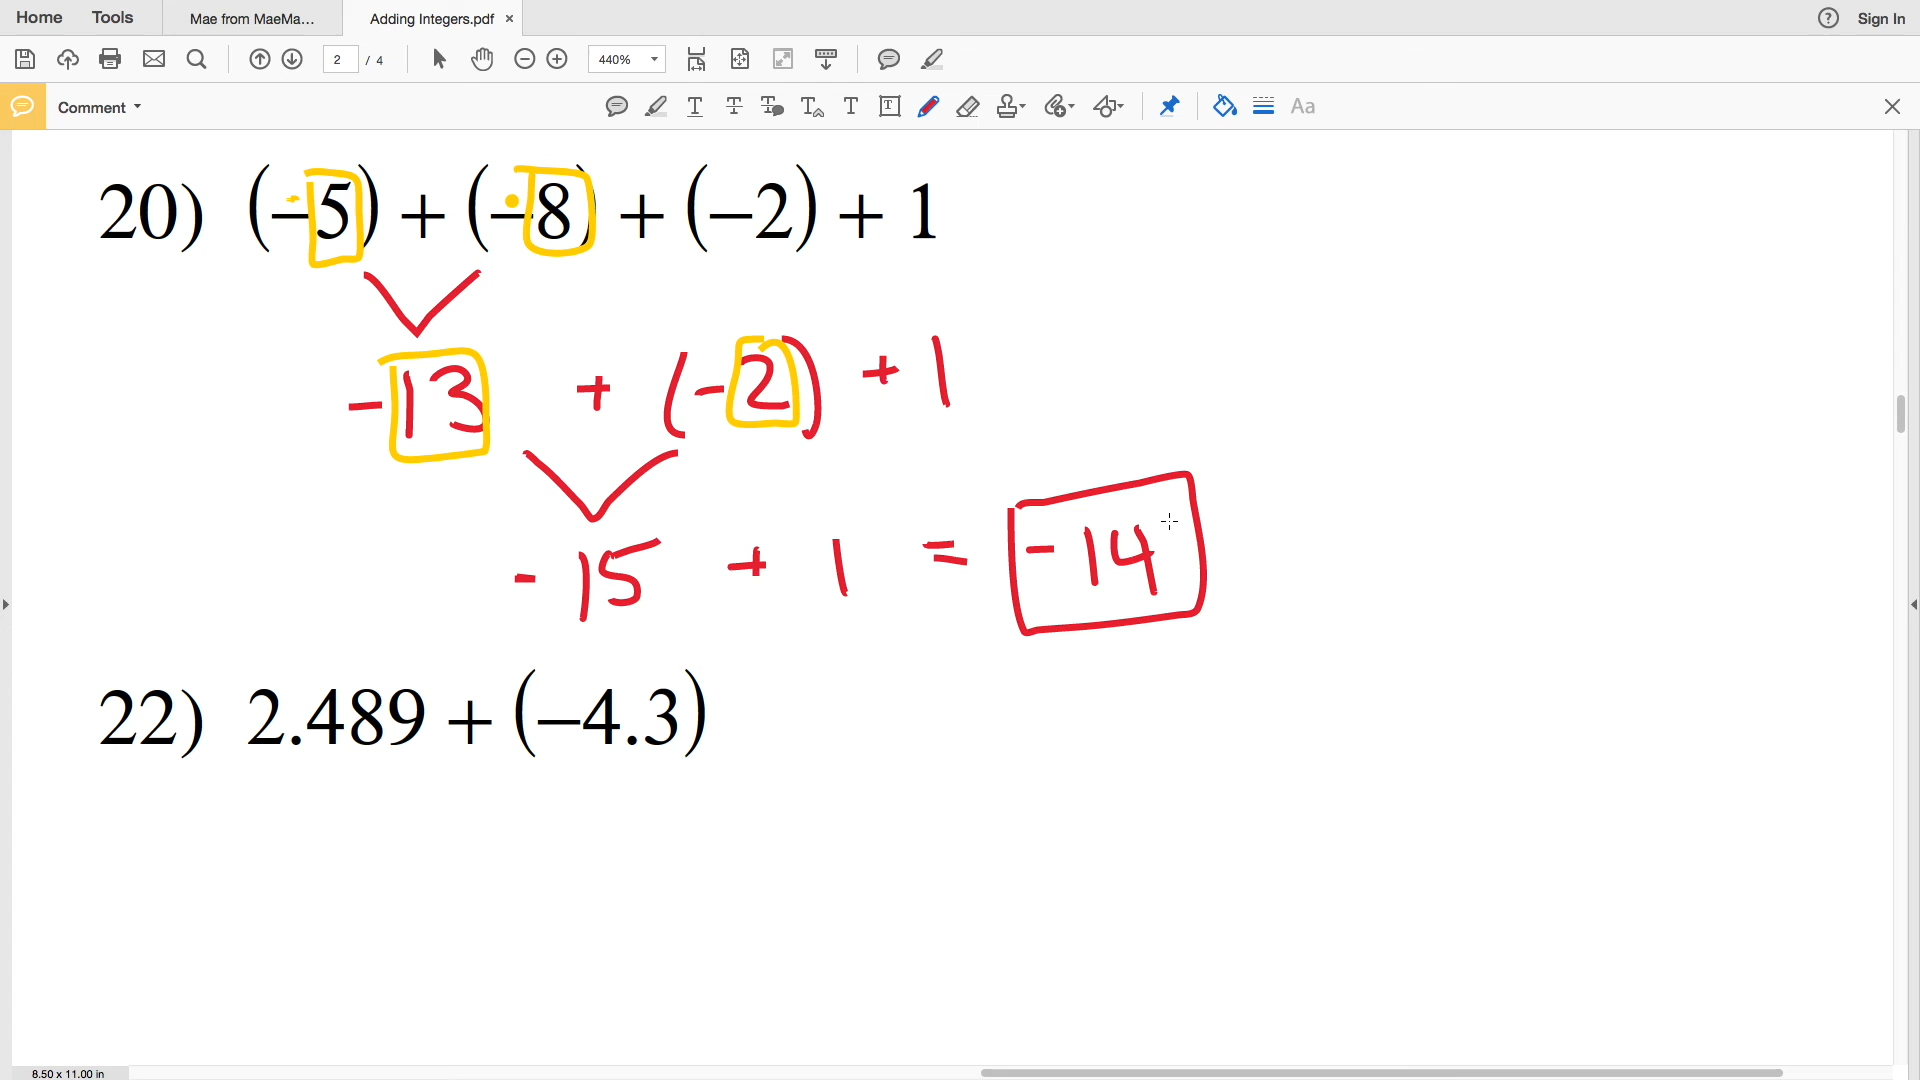 Home Tools Mae from MaeMa... Adding Integers.pdf × ? Sign In
2 / 4 440%
Comment Aa
20) (−5) + (−8) + (−2) + 1
-13 + (-2) + 1
-15 + 1 = -14
22) 2.489 + (−4.3)
8.50 x 11.00 in